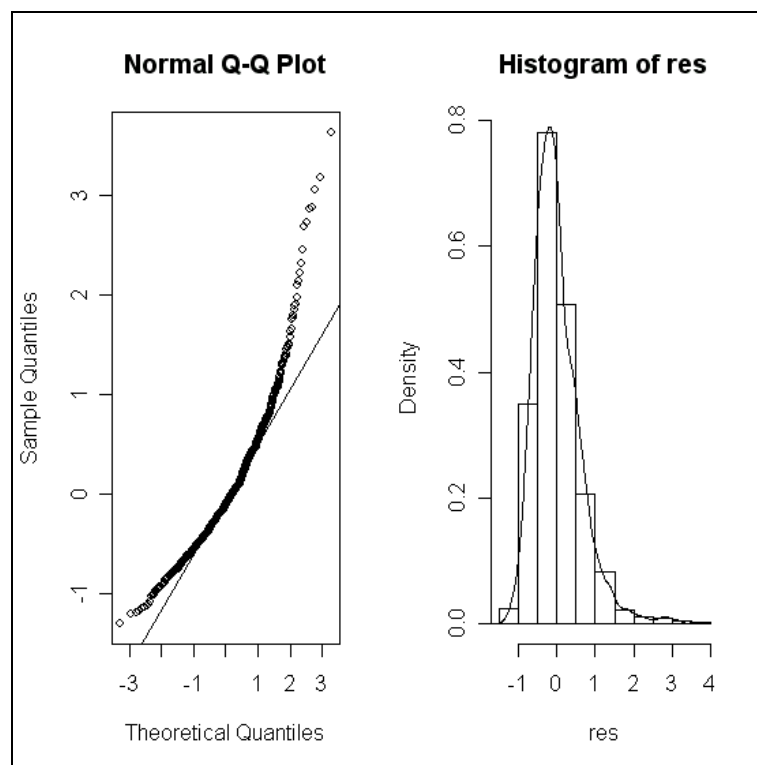 Normal Q-Q Plot
Sample Quantiles
-1 0 1 2 3
-3 -1 1 2 3
Theoretical Quantiles
Histogram of res
Density
0.0 0.2 0.4 0.6 0.8
-1 0 1 2 3 4
res